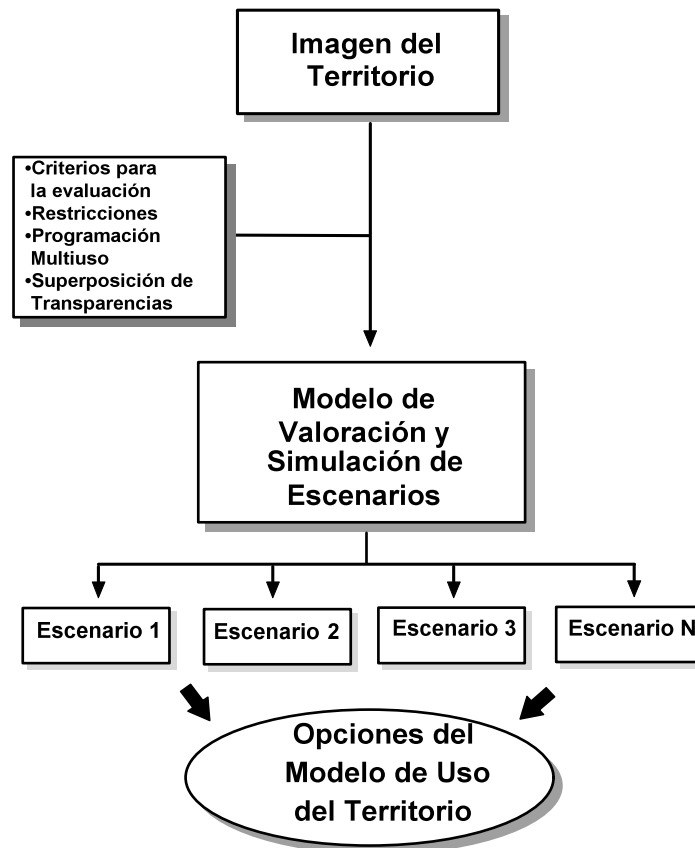 Imagen del
Territorio
•Criterios para
la evaluación
•Restricciones
•Programación
Multiuso
•Superposición de
Transparencias
Modelo de
Valoración y
Simulación de
Escenarios
Escenario 1
Escenario 2
Escenario 3
Escenario N
Opciones del
Modelo de Uso
del Territorio